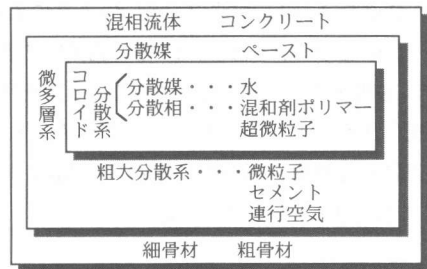 混相流体 コンクリート
分散媒 ペースト
微多層系
コロイド
分散系
分散媒・・・水
分散相・・・混和剤ポリマー
超微粒子
粗大分散系・・・微粒子
セメント
連行空気
細骨材 粗骨材